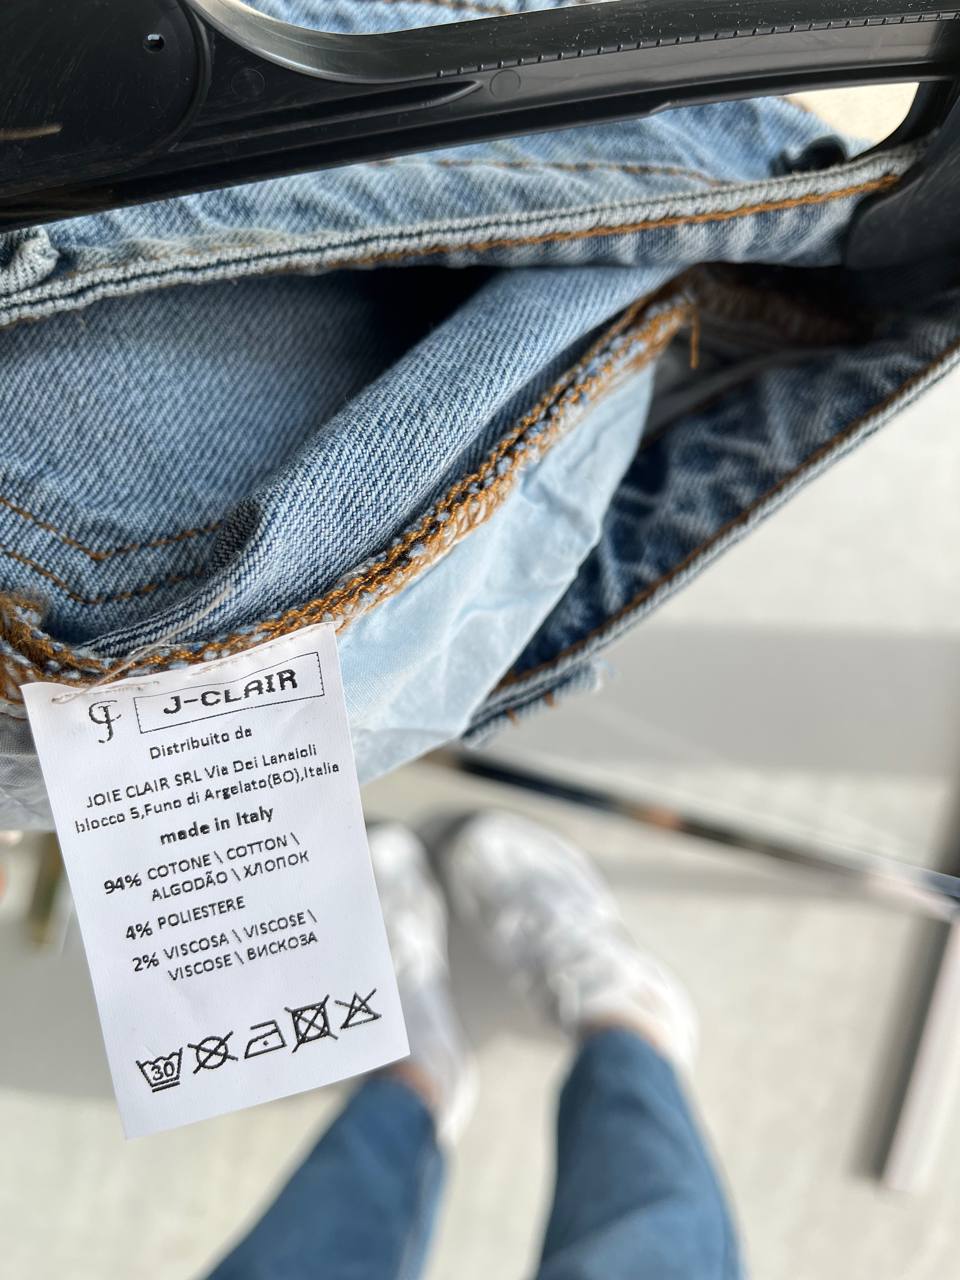 J-CLAIR
Distribuito da
JOIE CLAIR SRL Via Dei Lanaioli
blocco 5,Funo di Argelato(BO),Italia
made in Italy
94% COTONE \ COTTON \
ALGODÃO \ ХЛОПОК
4% POLIESTERE
2% VISCOSA \ VISCOSE \
VISCOSE \ ВИСКОЗА
30